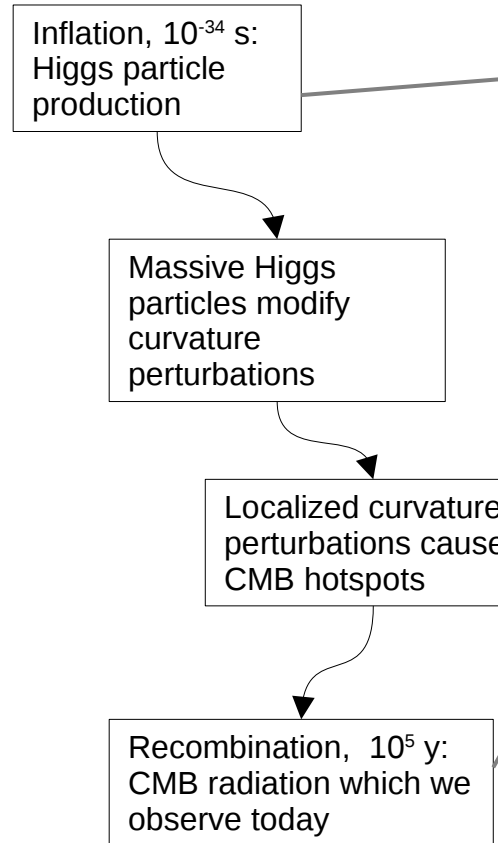 Inflation, 10⁻³⁴ s:
Higgs particle
production
Massive Higgs
particles modify
curvature
perturbations
Localized curvature
perturbations cause
CMB hotspots
Recombination, 10⁵ y:
CMB radiation which we
observe today